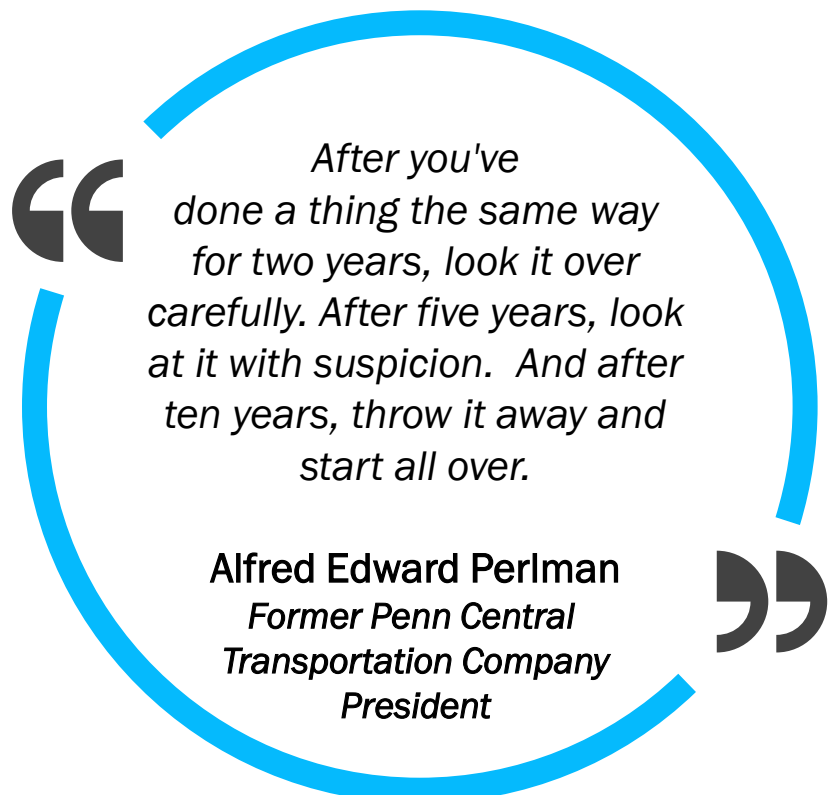 After you've
done a thing the same way
for two years, look it over
carefully. After five years, look
at it with suspicion.  And after
ten years, throw it away and
start all over.
Alfred Edward Perlman
Former Penn Central
Transportation Company
President